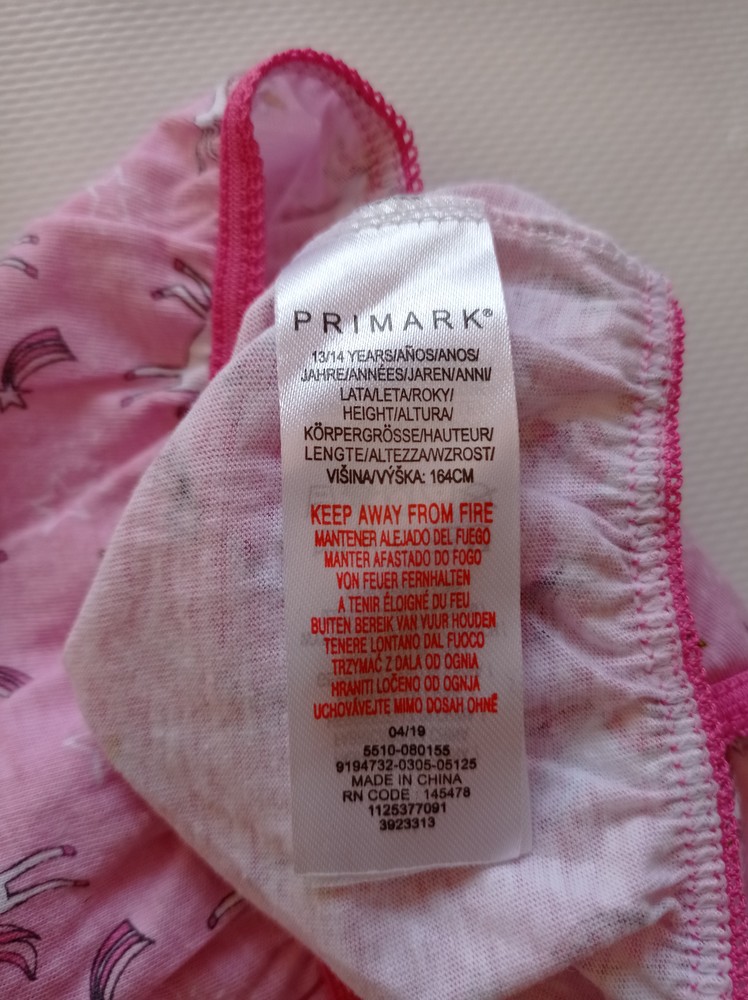 PRIMARK®
13/14 YEARS/AÑOS/ANOS/
JAHRE/ANNÉES/JAREN/ANNI/
LATA/LETA/ROKY/
HEIGHT/ALTURA/
KÖRPERGRÖSSE/HAUTEUR/
LENGTE/ALTEZZA/WZROST/
VIŠINA/VÝŠKA: 164CM
KEEP AWAY FROM FIRE
MANTENER ALEJADO DEL FUEGO
MANTER AFASTADO DO FOGO
VON FEUER FERNHALTEN
A TENIR ÉLOIGNÉ DU FEU
BUITEN BEREIK VAN VUUR HOUDEN
TENERE LONTANO DAL FUOCO
TRZYMAĆ Z DALA OD OGNIA
HRANITI LOČENO OD OGNJA
UCHOVÁVEJTE MIMO DOSAH OHNĚ
04/19
5510-080155
9194732-0305-05125
MADE IN CHINA
RN CODE : 145478
1125377091
3923313